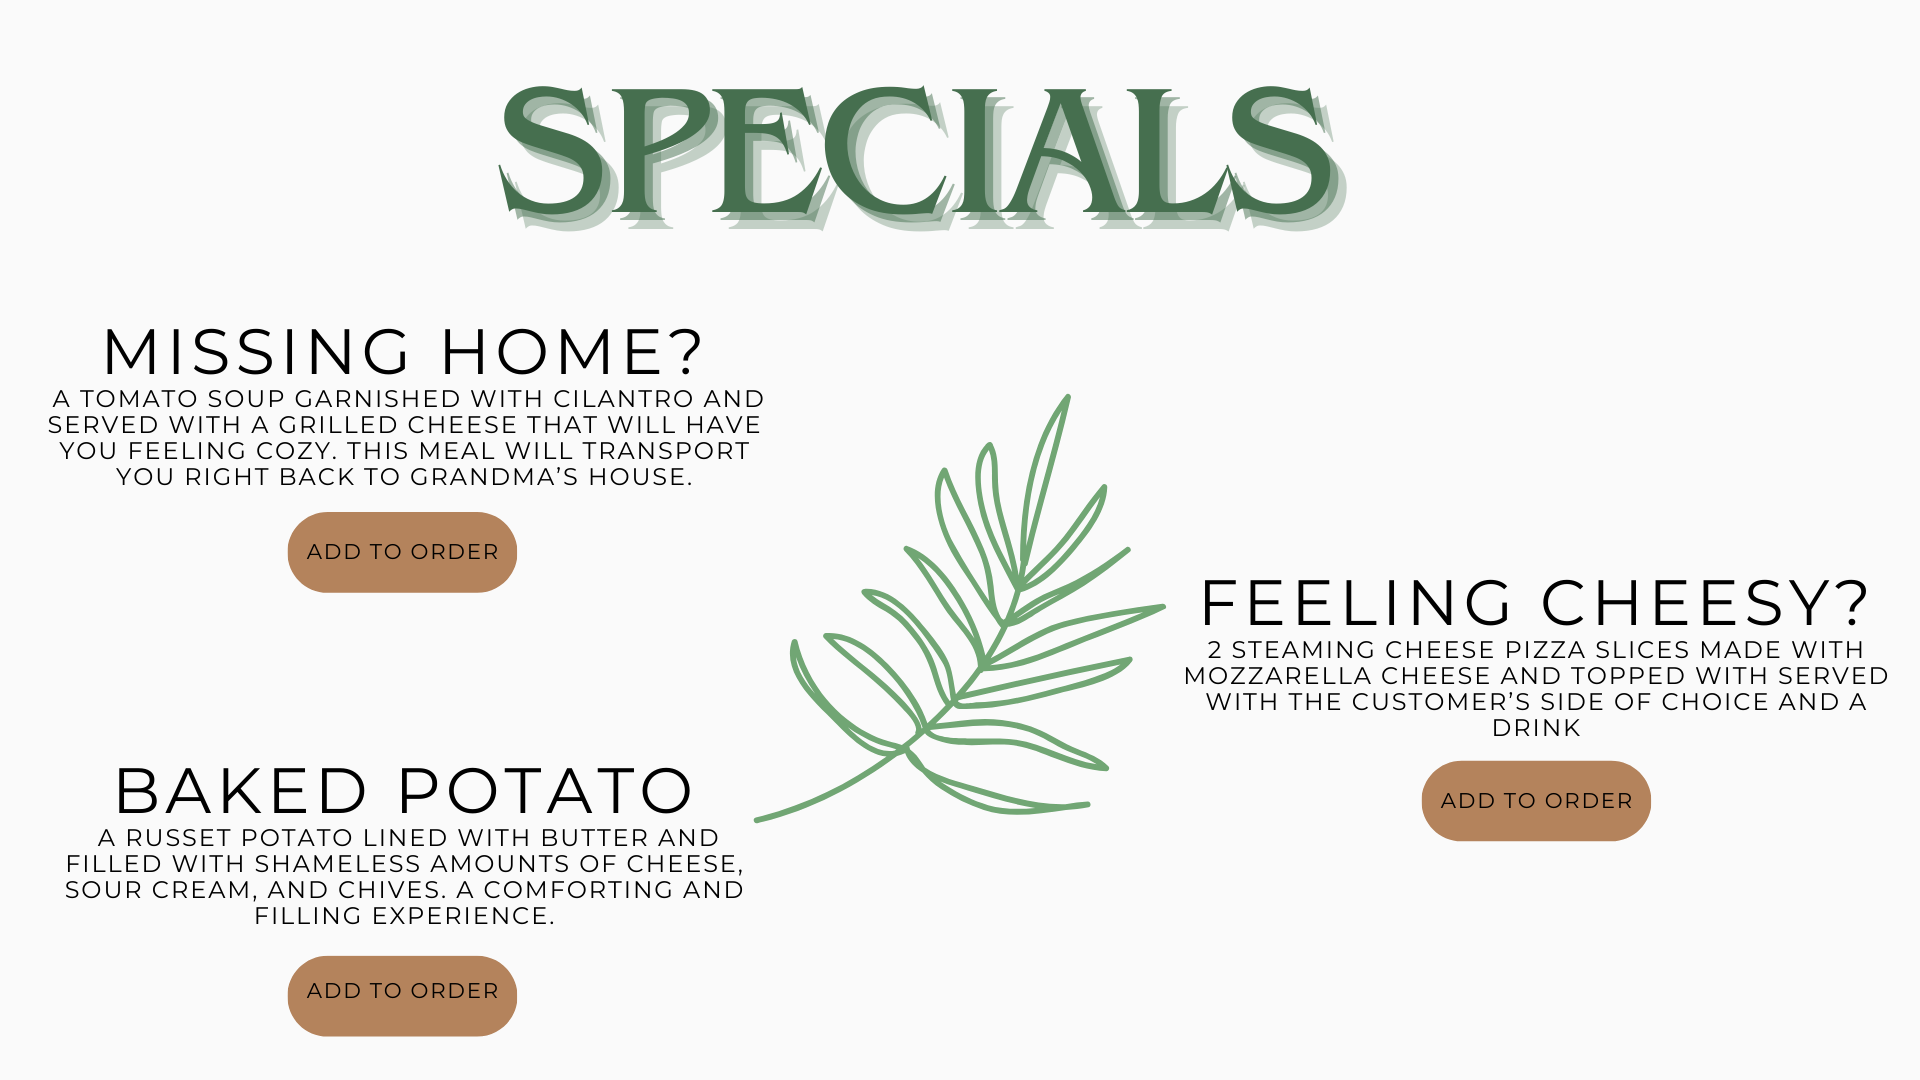 SPECIALS
MISSING HOME?
A TOMATO SOUP GARNISHED WITH CILANTRO AND
SERVED WITH A GRILLED CHEESE THAT WILL HAVE
YOU FEELING COZY. THIS MEAL WILL TRANSPORT
YOU RIGHT BACK TO GRANDMA’S HOUSE.
ADD TO ORDER
BAKED POTATO
A RUSSET POTATO LINED WITH BUTTER AND
FILLED WITH SHAMELESS AMOUNTS OF CHEESE,
SOUR CREAM, AND CHIVES. A COMFORTING AND
FILLING EXPERIENCE.
ADD TO ORDER
FEELING CHEESY?
2 STEAMING CHEESE PIZZA SLICES MADE WITH
MOZZARELLA CHEESE AND TOPPED WITH SERVED
WITH THE CUSTOMER’S SIDE OF CHOICE AND A
DRINK
ADD TO ORDER